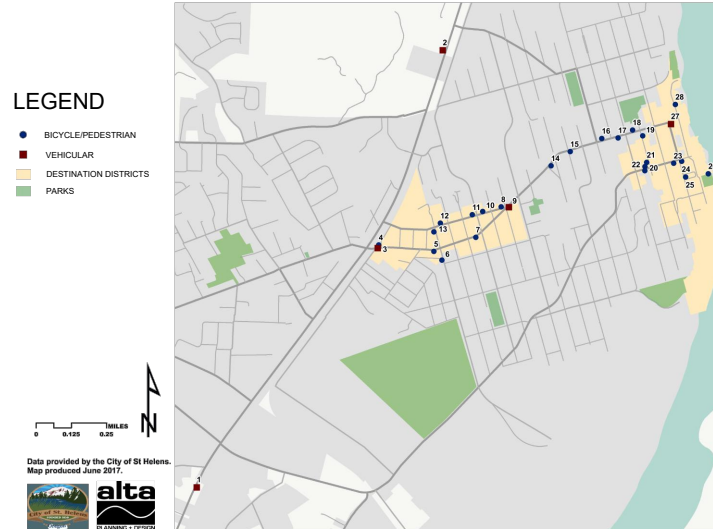 LEGEND
BICYCLE/PEDESTRIAN
VEHICULAR
DESTINATION DISTRICTS
PARKS
N
MILES
0 0.125 0.25
Data provided by the City of St Helens.
Map produced June 2017.
City of St. Helens
alta
PLANNING + DESIGN
2
28
27
18
16
17
19
15
14
21
22
20
23
24
25
2
8
9
10
11
12
13
7
5
6
4
3
1